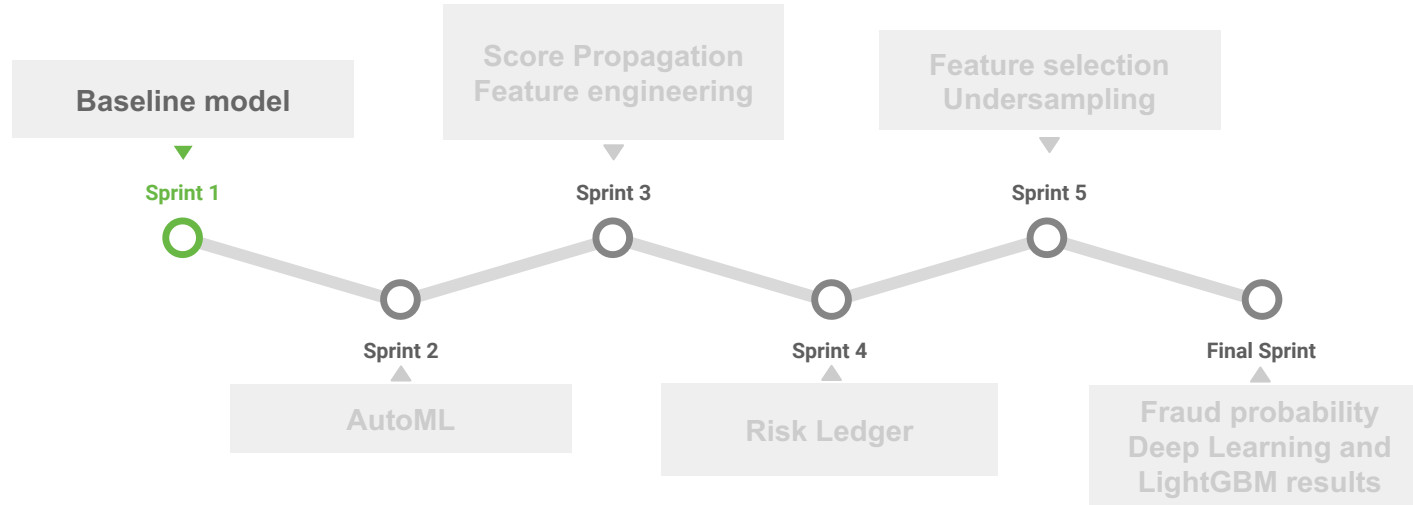 Baseline model
Sprint 1
Score Propagation
Feature engineering
Sprint 3
Feature selection
Undersampling
Sprint 5
Sprint 2
AutoML
Sprint 4
Risk Ledger
Final Sprint
Fraud probability
Deep Learning and
LightGBM results